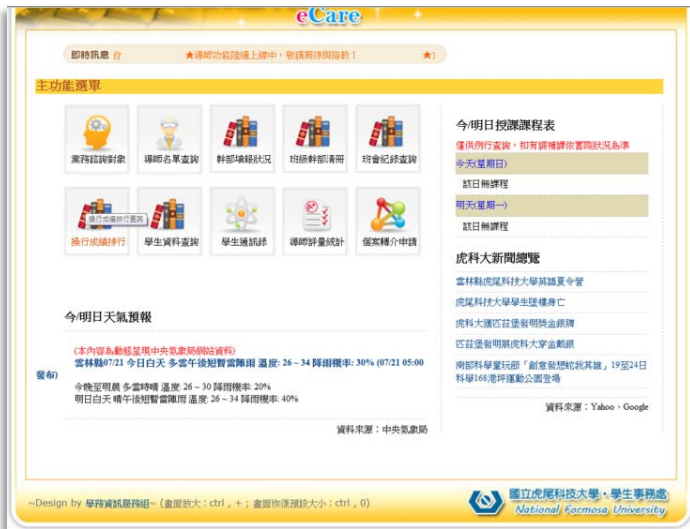 eCare
即時訊息
★導師功能陸續上線中，敬請期待與指教！
★
主功能選單
業務諮詢對象
導師名單查詢
幹部填報狀況
班級幹部清冊
班會紀錄查詢
操行成績排行查詢
操行成績排行
學生資料查詢
學生通訊錄
導師評量統計
個案轉介申請
今/明日天氣預報
(本內容為動態呈現中央氣象局網站資料)
雲林縣07/21 今日白天 多雲午後短暫雷陣雨 溫度: 26 ~ 34 降雨機率: 30% (07/21 05:00
發布)
今晚至明晨 多雲時晴 溫度: 26 ~ 30 降雨機率: 20%
明日白天 晴午後短暫雷陣雨 溫度: 26 ~ 34 降雨機率: 40%
資料來源：中央氣象局
今/明日授課課程表
僅供例行查詢，如有調補課依實際狀況為準
今天(星期日)
該日無課程
明天(星期一)
該日無課程
虎科大新聞總覽
雲林縣虎尾科技大學英語夏令營
虎尾科技大學學生墜樓身亡
虎科大匹茲堡發明獎金銀牌
匹茲堡發明展虎科大穿金戴銀
南部科學童玩節「創意發想蛇我其誰」19至24日
科學168港坪運動公園登場
資料來源：Yahoo、Google
~Design by 學務資訊服務組~ (畫面放大：ctrl , +；畫面恢復預設大小：ctrl , 0)
國立虎尾科技大學・學生事務處
National Formosa University